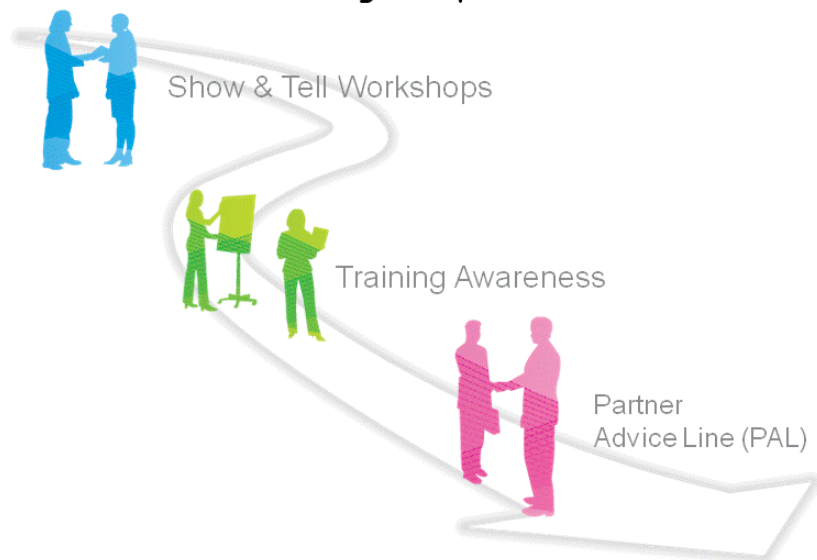 Show & Tell Workshops
Training Awareness
Partner
Advice Line (PAL)